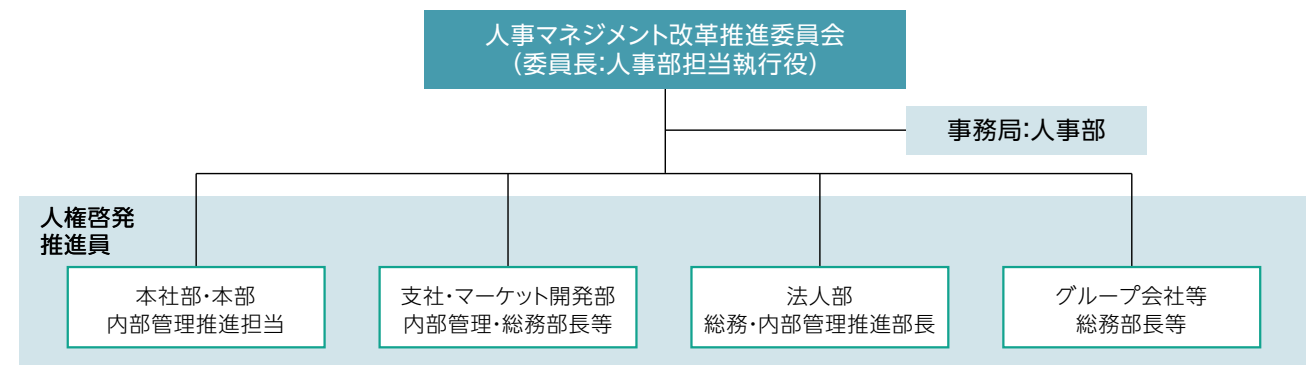 人事マネジメント改革推進委員会
(委員長:人事部担当執行役)
事務局:人事部
人権啓発
推進員
本社部・本部
内部管理推進担当
支社・マーケット開発部
内部管理・総務部長等
法人部
総務・内部管理推進部長
グループ会社等
総務部長等